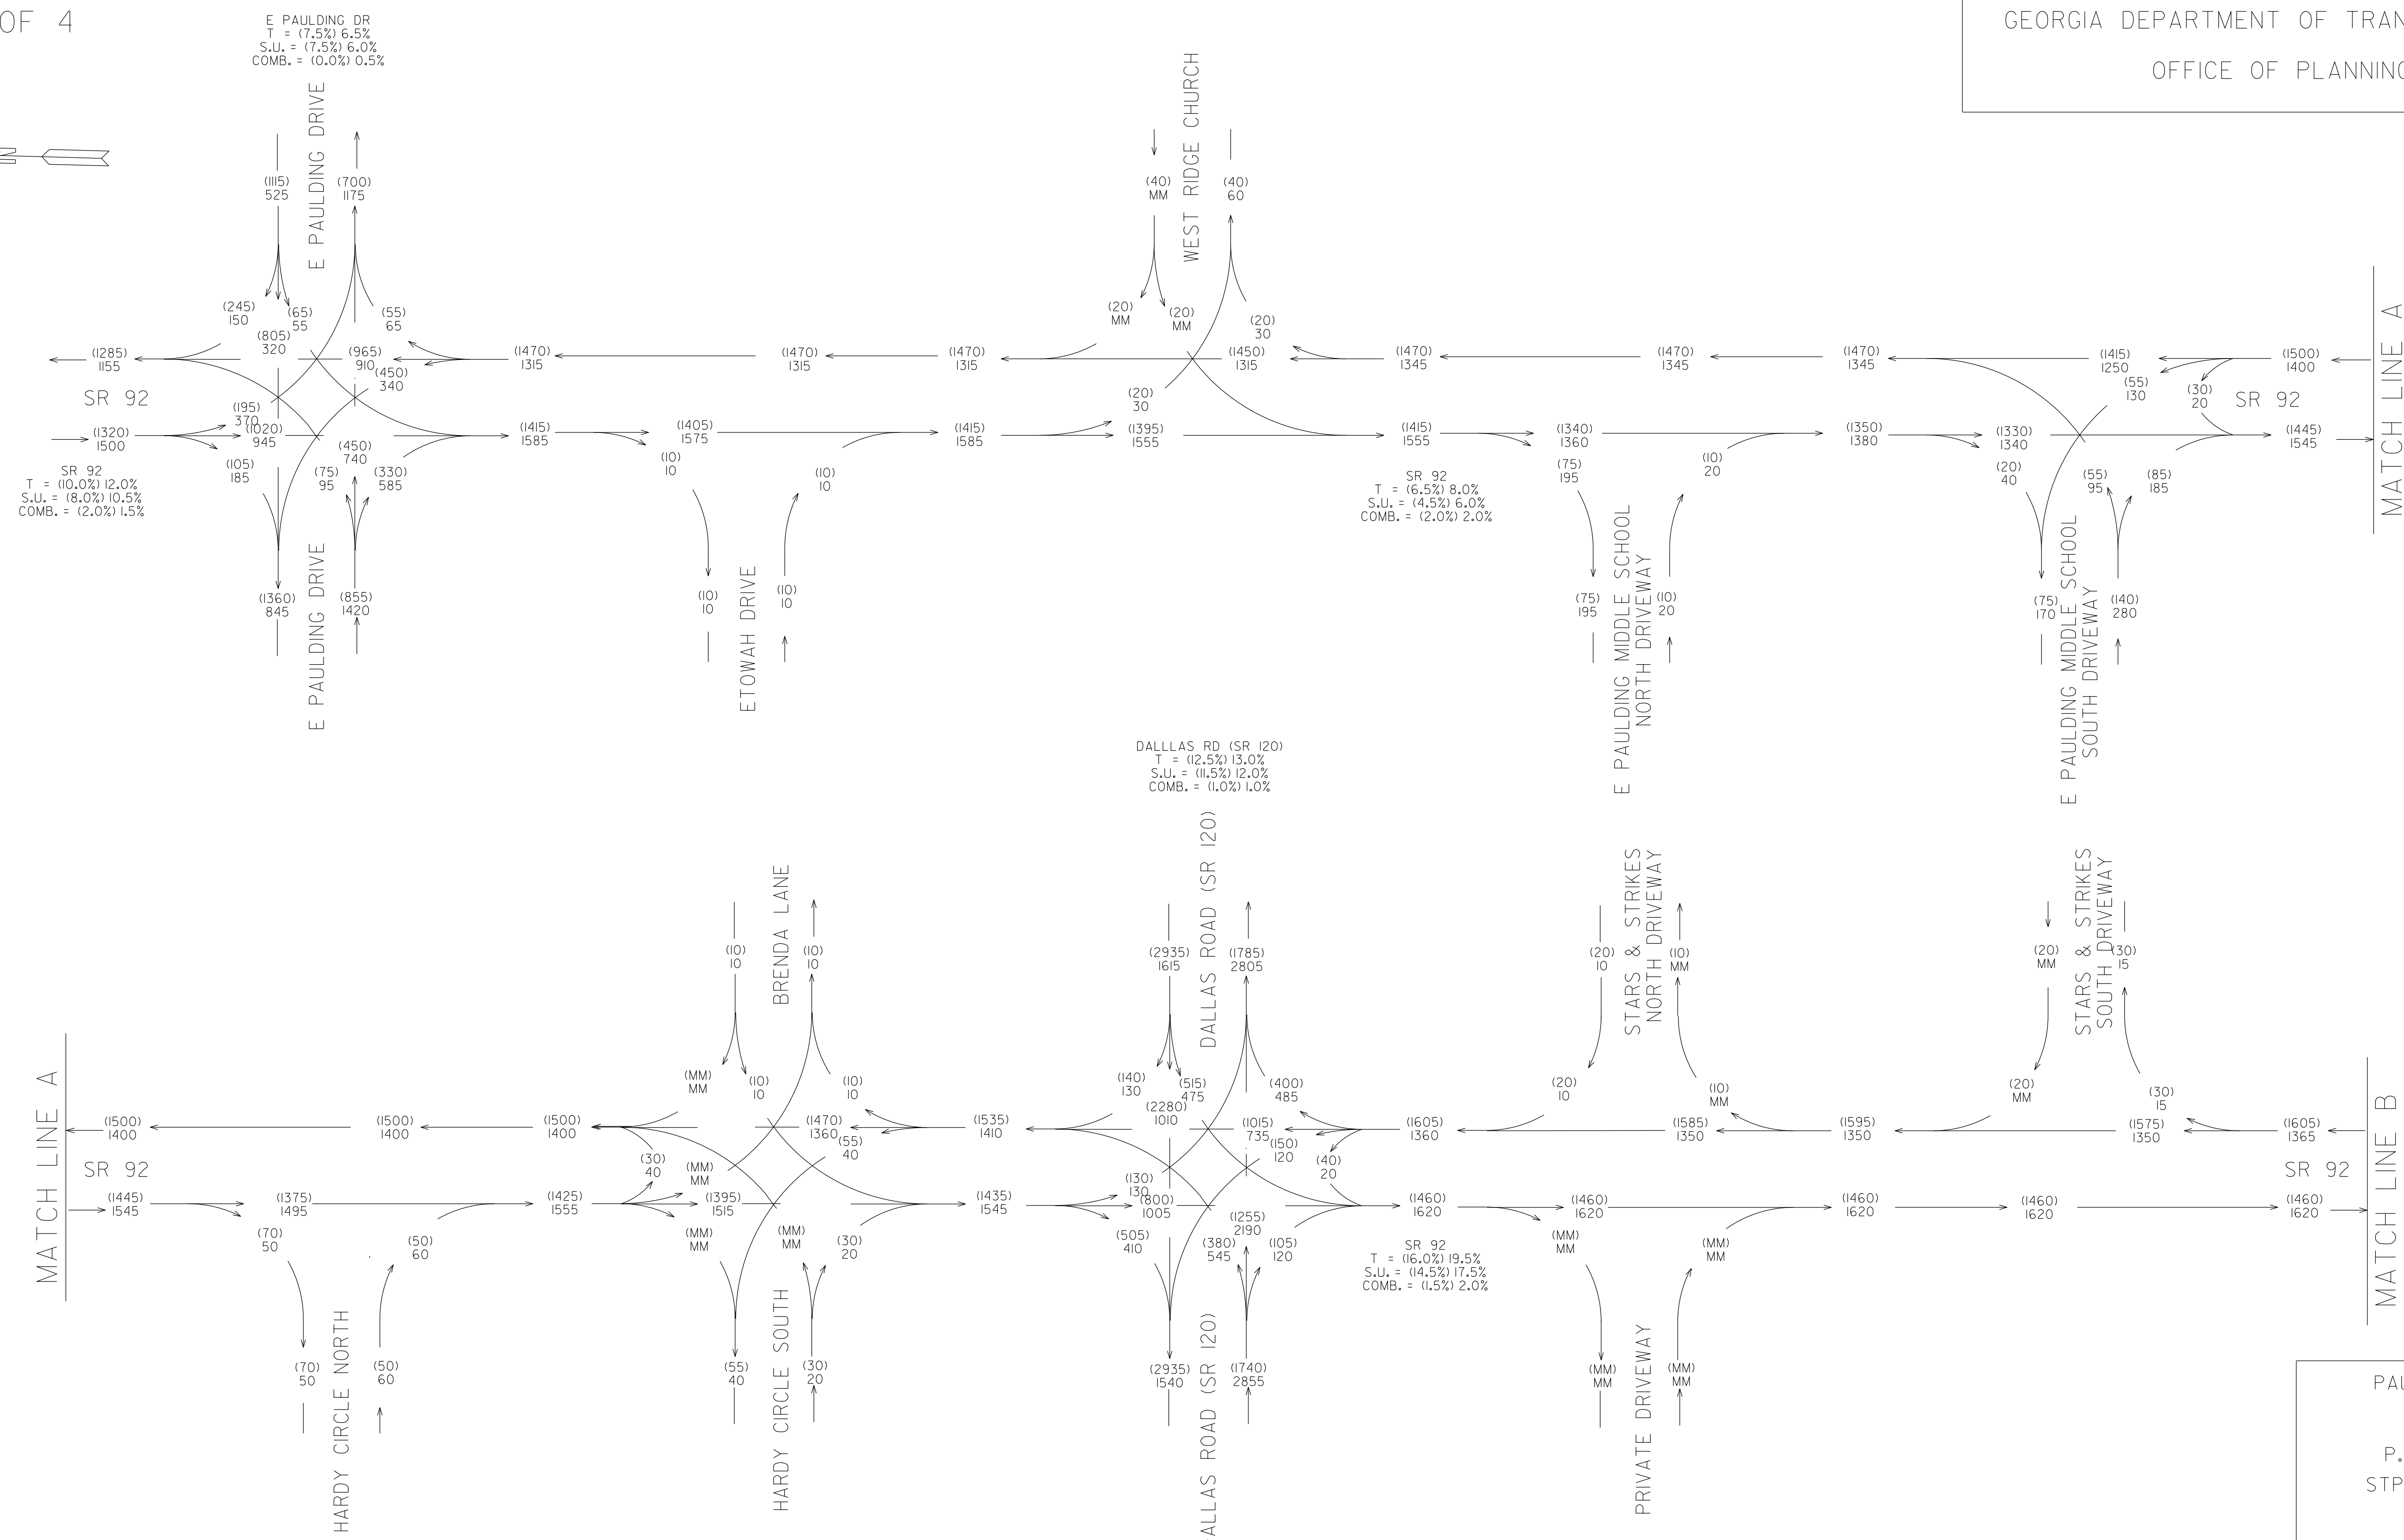 OF 4
E PAULDING DR
T = (7.5%) 6.5%
S.U. = (7.5%) 6.0%
COMB. = (0.0%) 0.5%
GEORGIA DEPARTMENT OF TRAN
OFFICE OF PLANNING
N
E PAULDING DRIVE
(1115)
525
(700)
1175
(245)
150
(65)
55
(805)
320
(55)
65
(965)
910
(450)
340
(1285)
1155
SR 92
(1320)
1500
(195)
370
(1020)
945
(105)
185
(75)
95
(450)
740
(330)
585
SR 92
T = (10.0%) 12.0%
S.U. = (8.0%) 10.5%
COMB. = (2.0%) 1.5%
(1360)
845
(855)
1420
E PAULDING DRIVE
(1470)
1315
(1415)
1585
(1470)
1315
(1405)
1575
(10)
10
(10)
10
(10)
10
(10)
10
ETOWAH DRIVE
(1470)
1315
(1415)
1585
WEST RIDGE CHURCH
(40)
MM
(40)
60
(20)
MM
(20)
MM
(20)
30
(1450)
1315
(20)
30
(1395)
1555
(1470)
1345
(1415)
1555
SR 92
T = (6.5%) 8.0%
S.U. = (4.5%) 6.0%
COMB. = (2.0%) 2.0%
(1470)
1345
(1340)
1360
(75)
195
(10)
20
(75)
195
(10)
20
E PAULDING MIDDLE SCHOOL
NORTH DRIVEWAY
(1470)
1345
(1350)
1380
(1415)
1250
(55)
130
(30)
20
(1500)
1400
SR 92
(1330)
1340
(20)
40
(55)
95
(85)
185
(1445)
1545
(75)
170
(140)
280
E PAULDING MIDDLE SCHOOL
SOUTH DRIVEWAY
MATCH LINE A
MATCH LINE A
(1500)
1400
SR 92
(1445)
1545
(1500)
1400
(1375)
1495
(70)
50
(50)
60
(70)
50
(50)
60
HARDY CIRCLE NORTH
(1500)
1400
(1425)
1555
BRENDA LANE
(10)
10
(10)
10
(MM)
MM
(10)
10
(10)
10
(1470)
1360
(55)
40
(30)
40
(MM)
MM
(1395)
1515
(MM)
MM
(MM)
MM
(30)
20
(55)
40
(30)
20
HARDY CIRCLE SOUTH
(1535)
1410
(1435)
1545
DALLLAS RD (SR 120)
T = (12.5%) 13.0%
S.U. = (11.5%) 12.0%
COMB. = (1.0%) 1.0%
DALLAS ROAD (SR 120)
(2935)
1615
(1785)
2805
(140)
130
(515)
475
(2280)
1010
(400)
485
(1015)
735
(150)
120
(40)
20
(130)
130
(800)
1005
(505)
410
(1255)
2190
(380)
545
(105)
120
(2935)
1540
(1740)
2855
ALLAS ROAD (SR 120)
(1605)
1360
(1460)
1620
SR 92
T = (16.0%) 19.5%
S.U. = (14.5%) 17.5%
COMB. = (1.5%) 2.0%
STARS & STRIKES
NORTH DRIVEWAY
(20)
10
(10)
MM
(20)
10
(10)
MM
(1585)
1350
(1460)
1620
(MM)
MM
(MM)
MM
(MM)
MM
(MM)
MM
PRIVATE DRIVEWAY
(1595)
1350
(1460)
1620
STARS & STRIKES
SOUTH DRIVEWAY
(20)
MM
(30)
15
(20)
MM
(30)
15
(1575)
1350
(1460)
1620
(1605)
1365
SR 92
(1460)
1620
MATCH LINE B
PAU
P.
STP